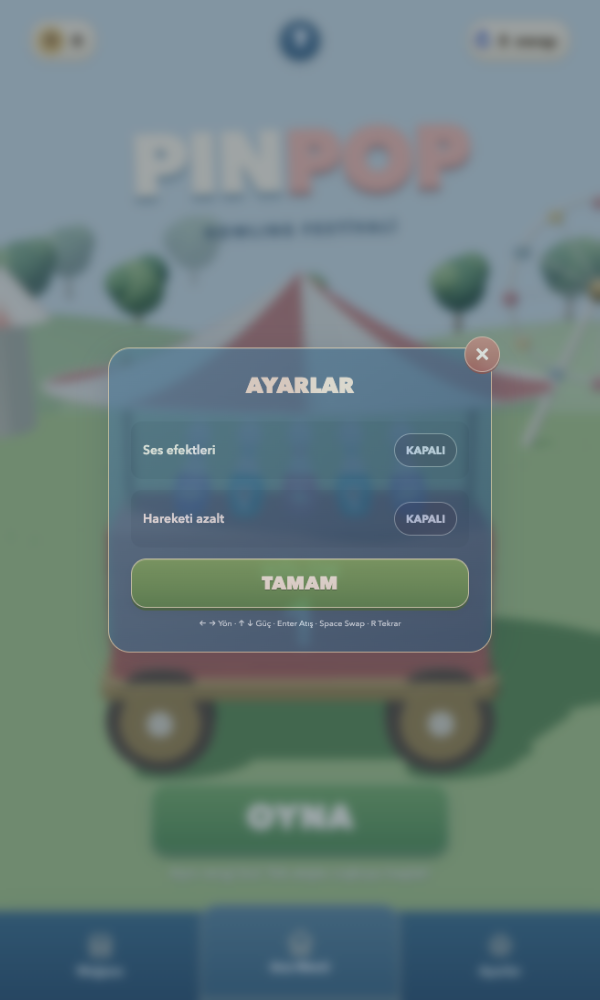 PINPOP
AYARLAR
Ses efektleri
KAPALI
Hareketi azalt
KAPALI
TAMAM
← → Yön · ↑ ↓ Güç · Enter Atış · Space Swap · R Tekrar
OYNA